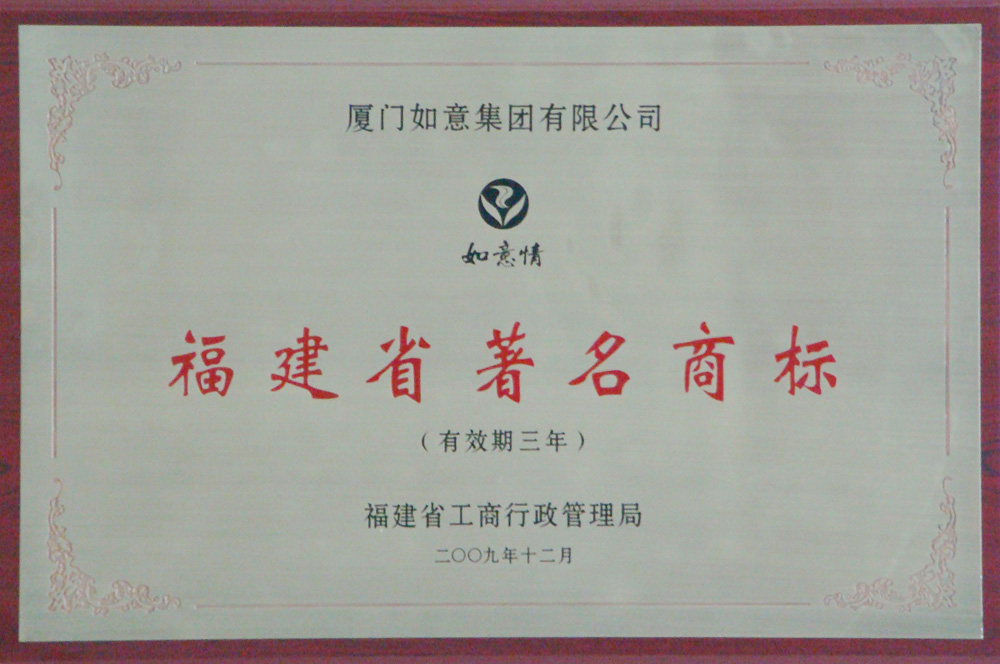 厦门如意集团有限公司
如意情
福建省著名商标
（有效期三年）
福建省工商行政管理局
二〇〇九年十二月